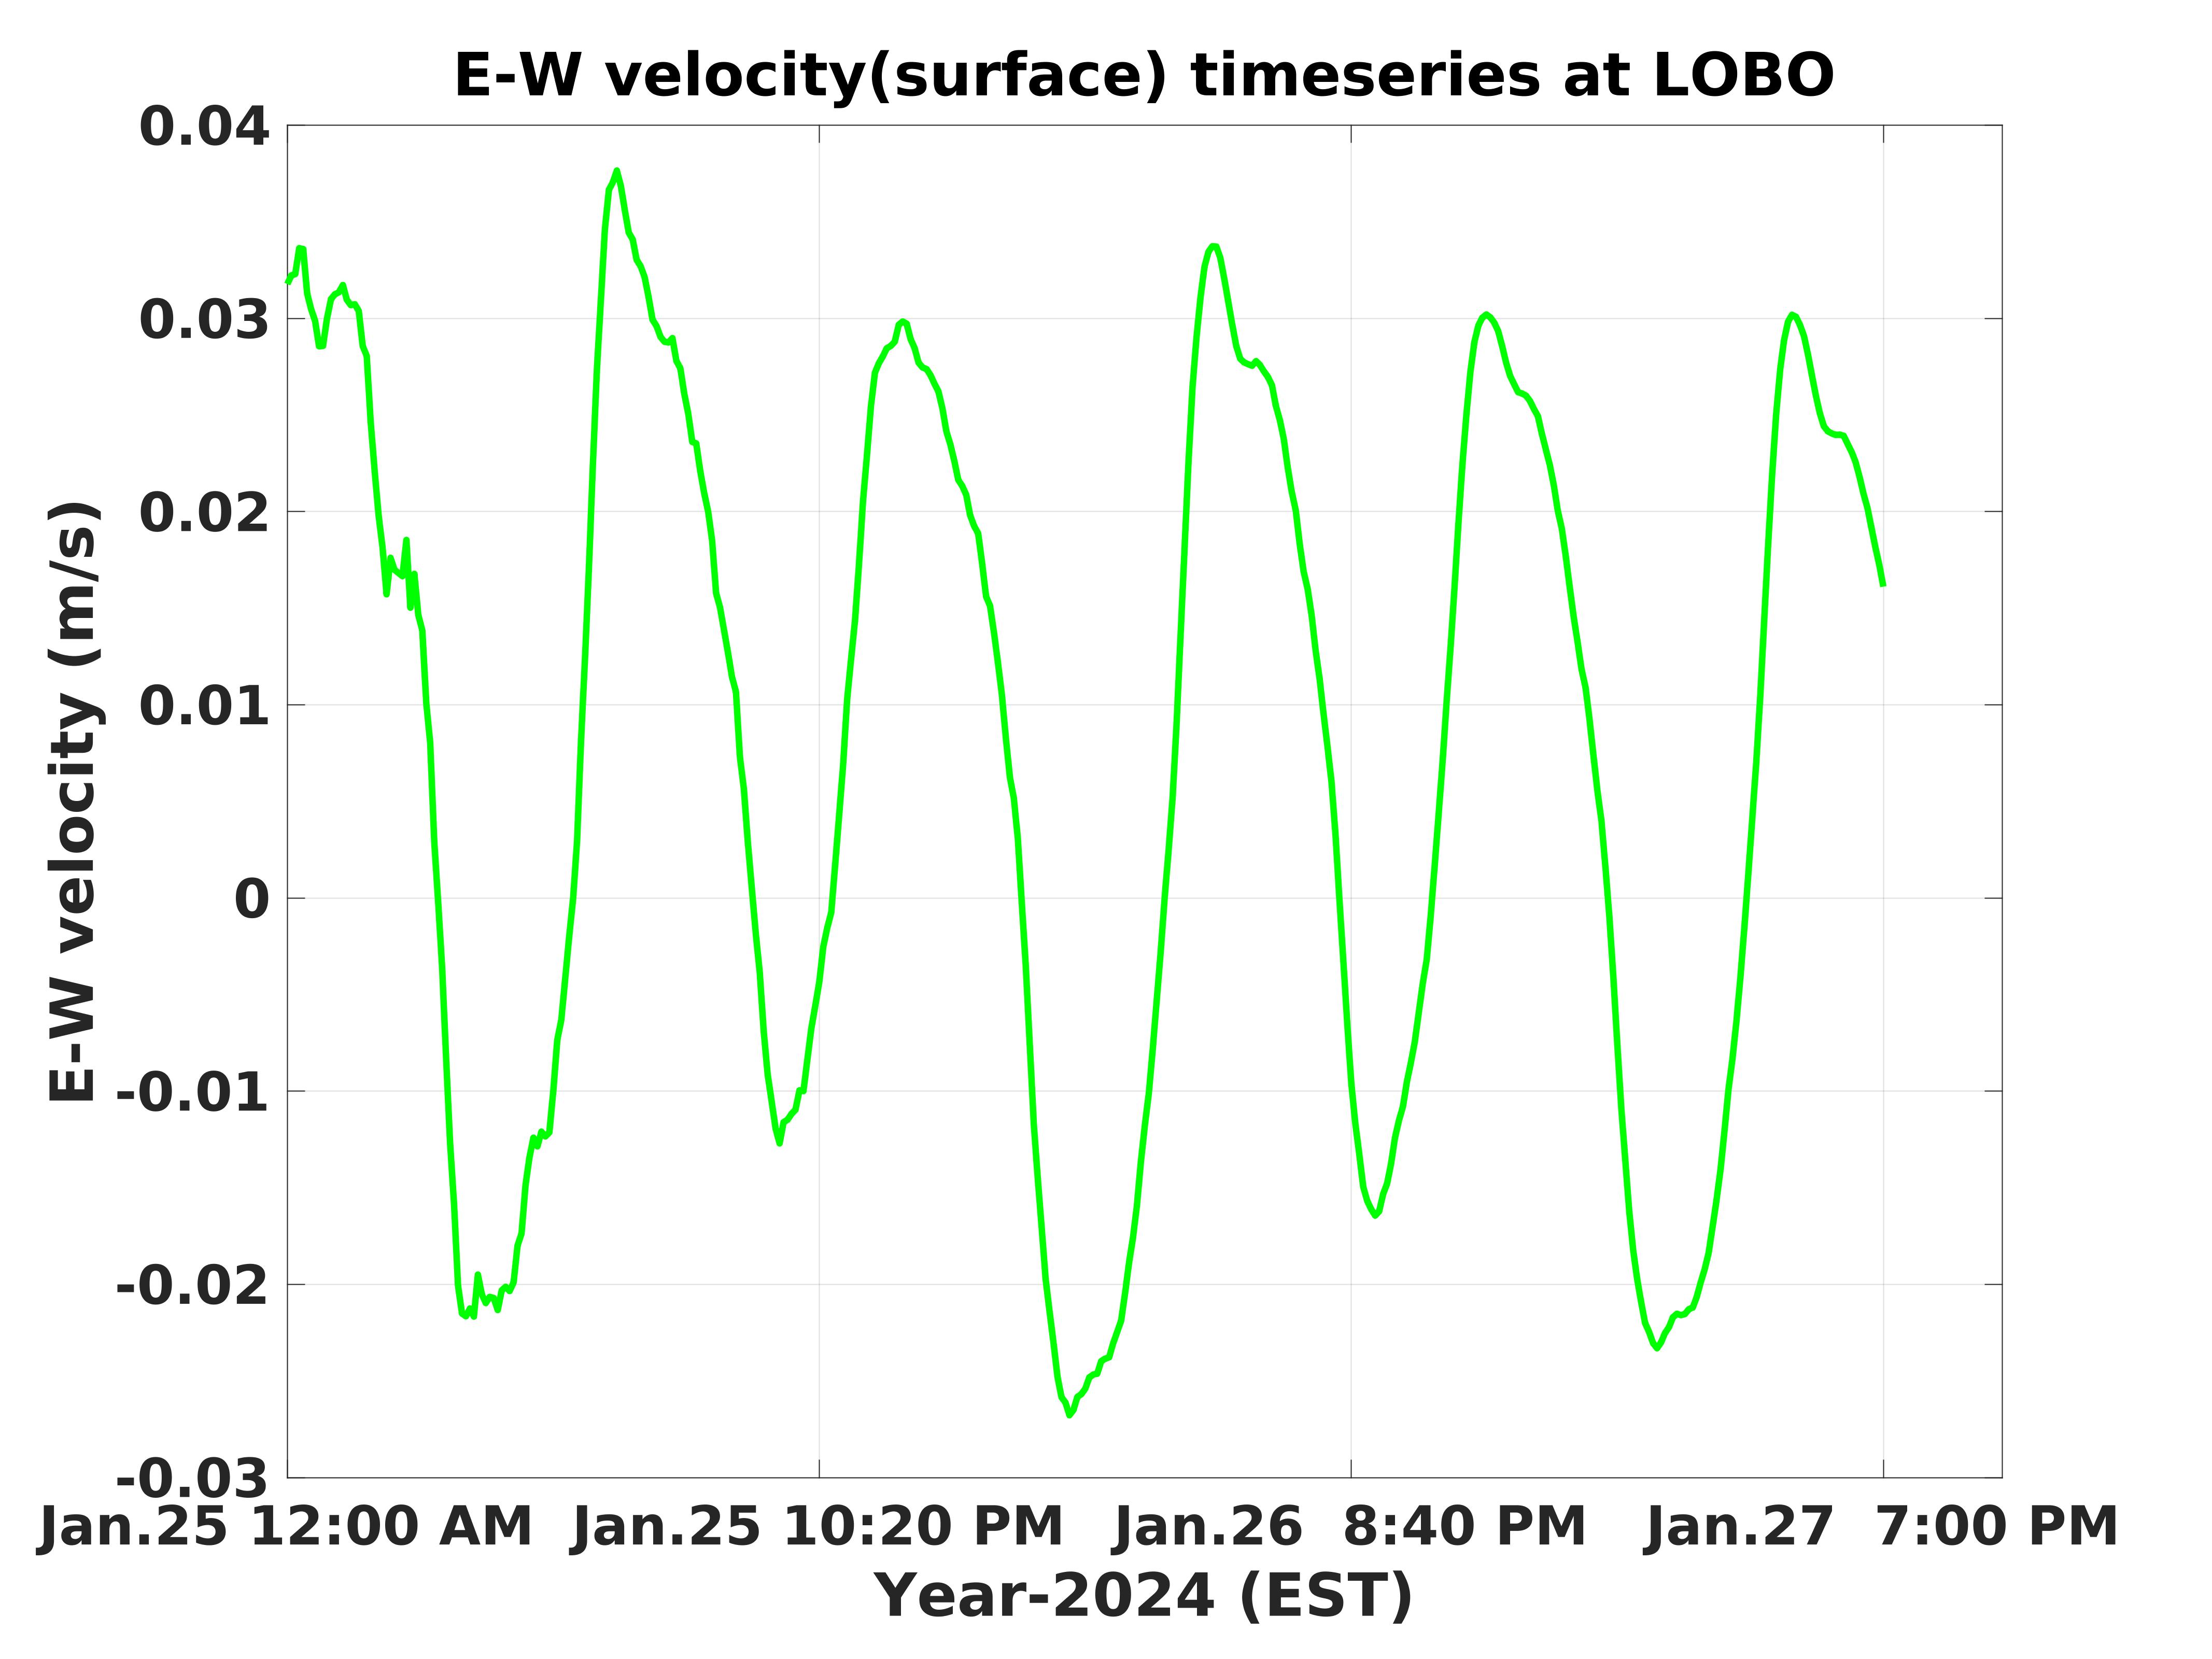 E-W velocity(surface) timeseries at LOBO
0.04
0.03
0.02
0.01
0
-0.01
-0.02
-0.03
E-W velocity (m/s)
Jan.25 12:00 AM Jan.25 10:20 PM Jan.26 8:40 PM Jan.27 7:00 PM
Year-2024 (EST)